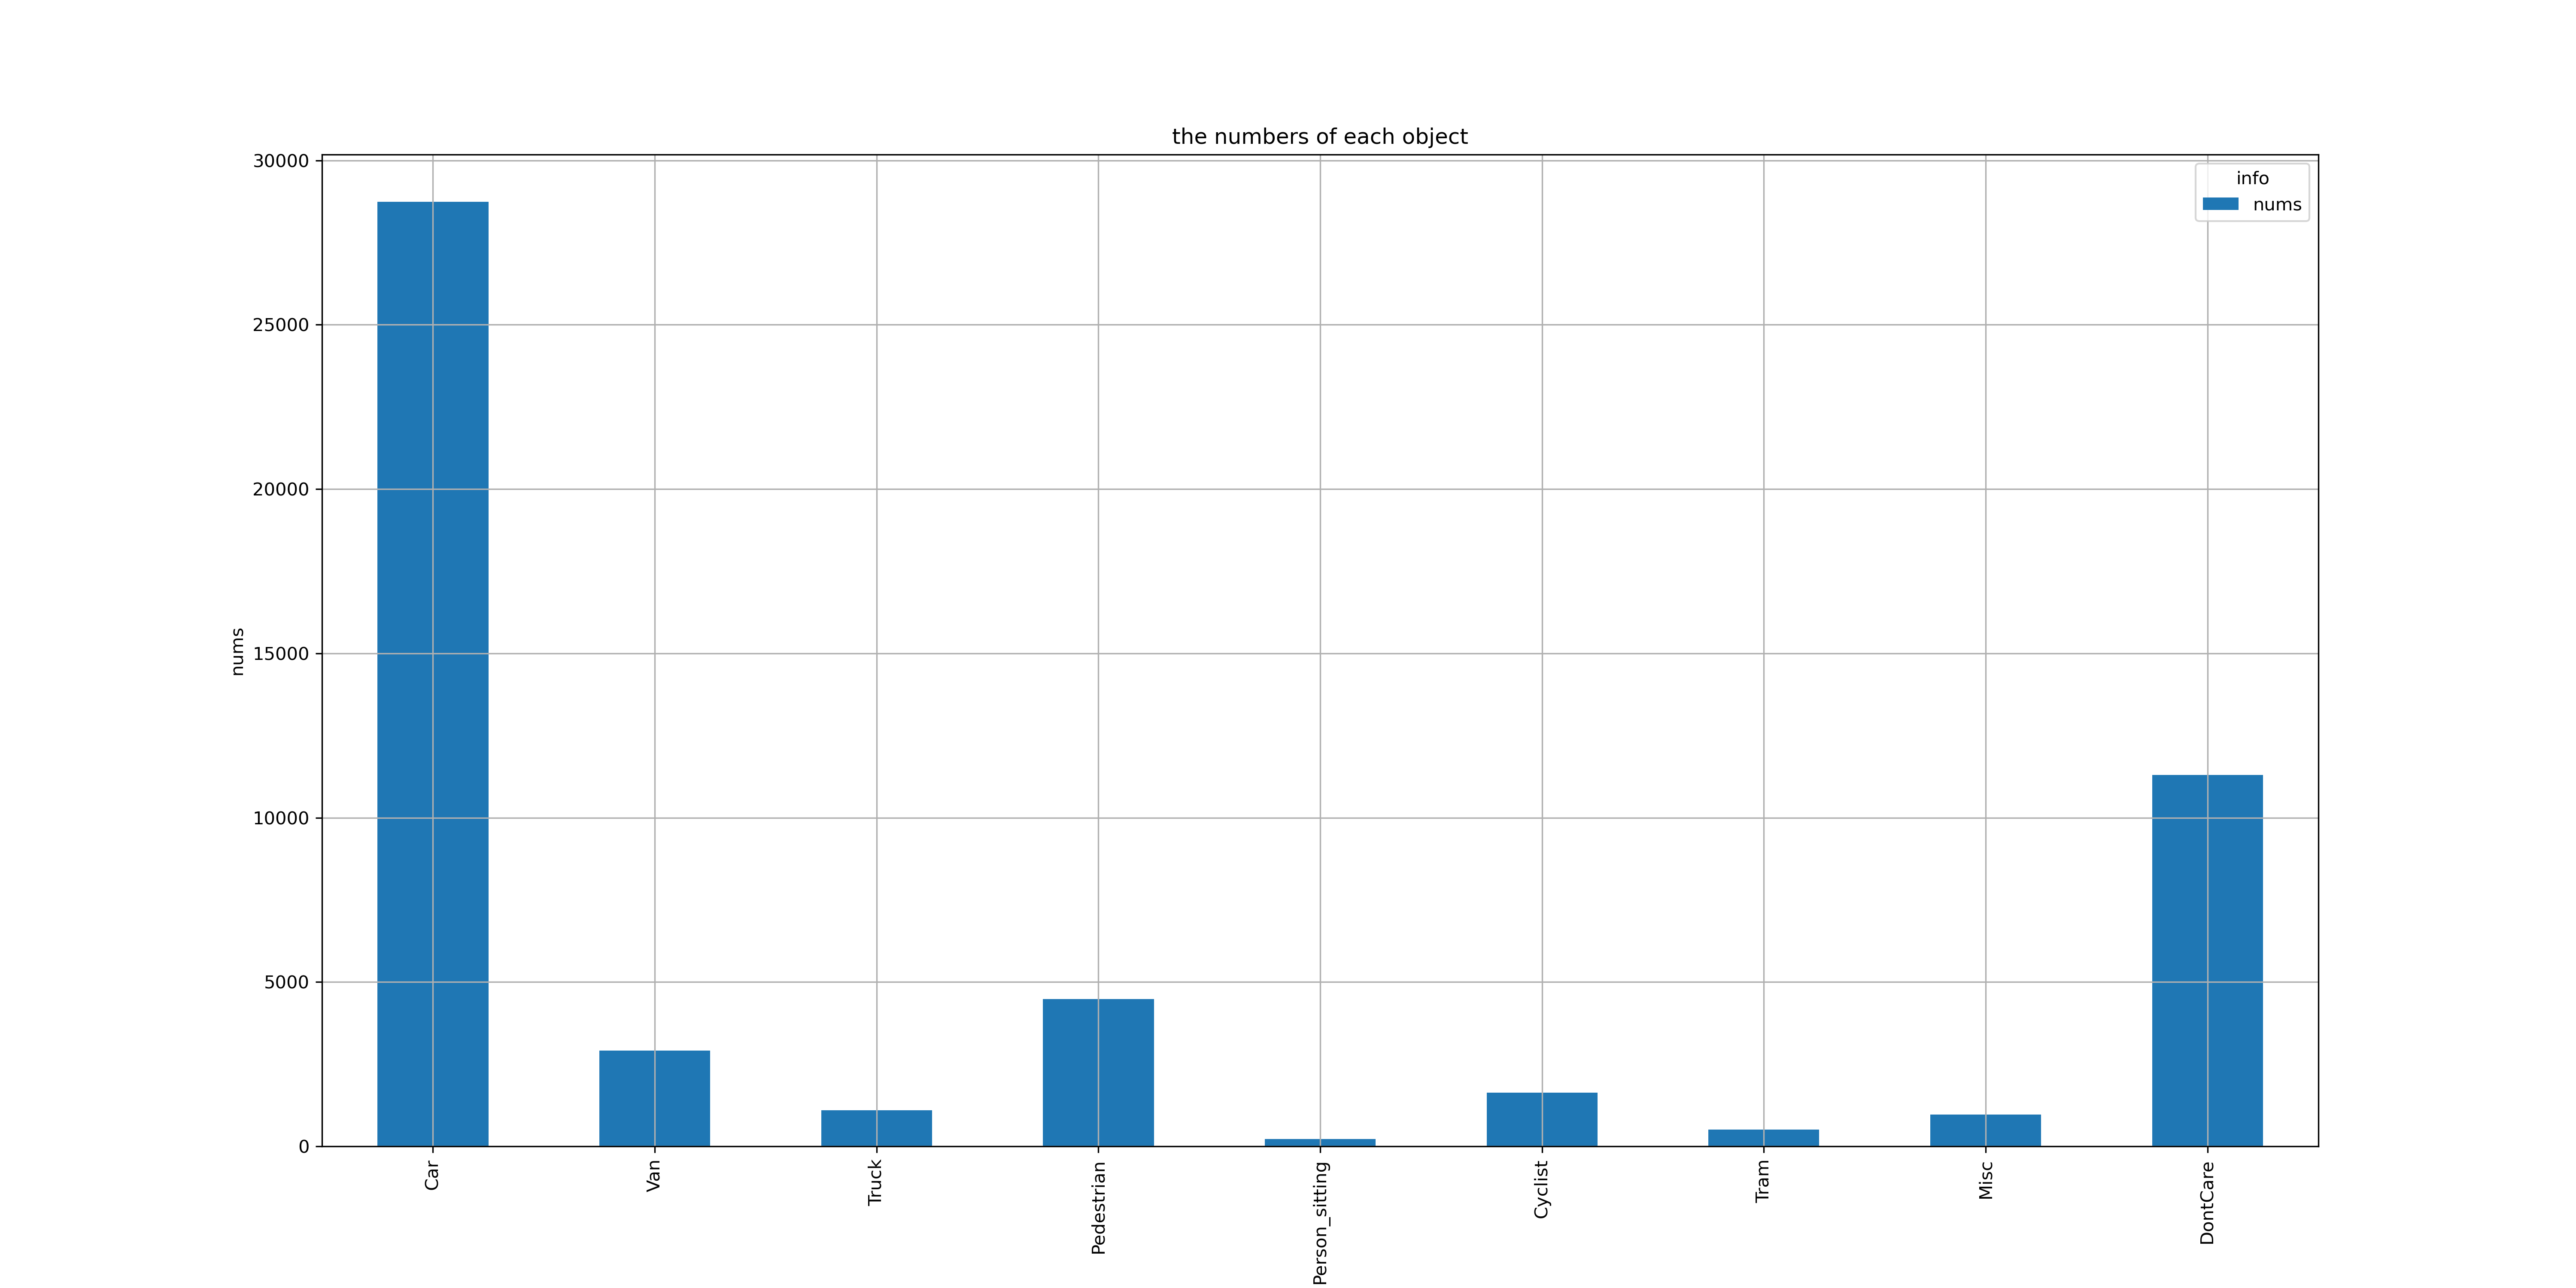 the numbers of each object
info
nums
nums
30000
25000
20000
15000
10000
5000
0
Car
Van
Truck
Pedestrian
Person_sitting
Cyclist
Tram
Misc
DontCare